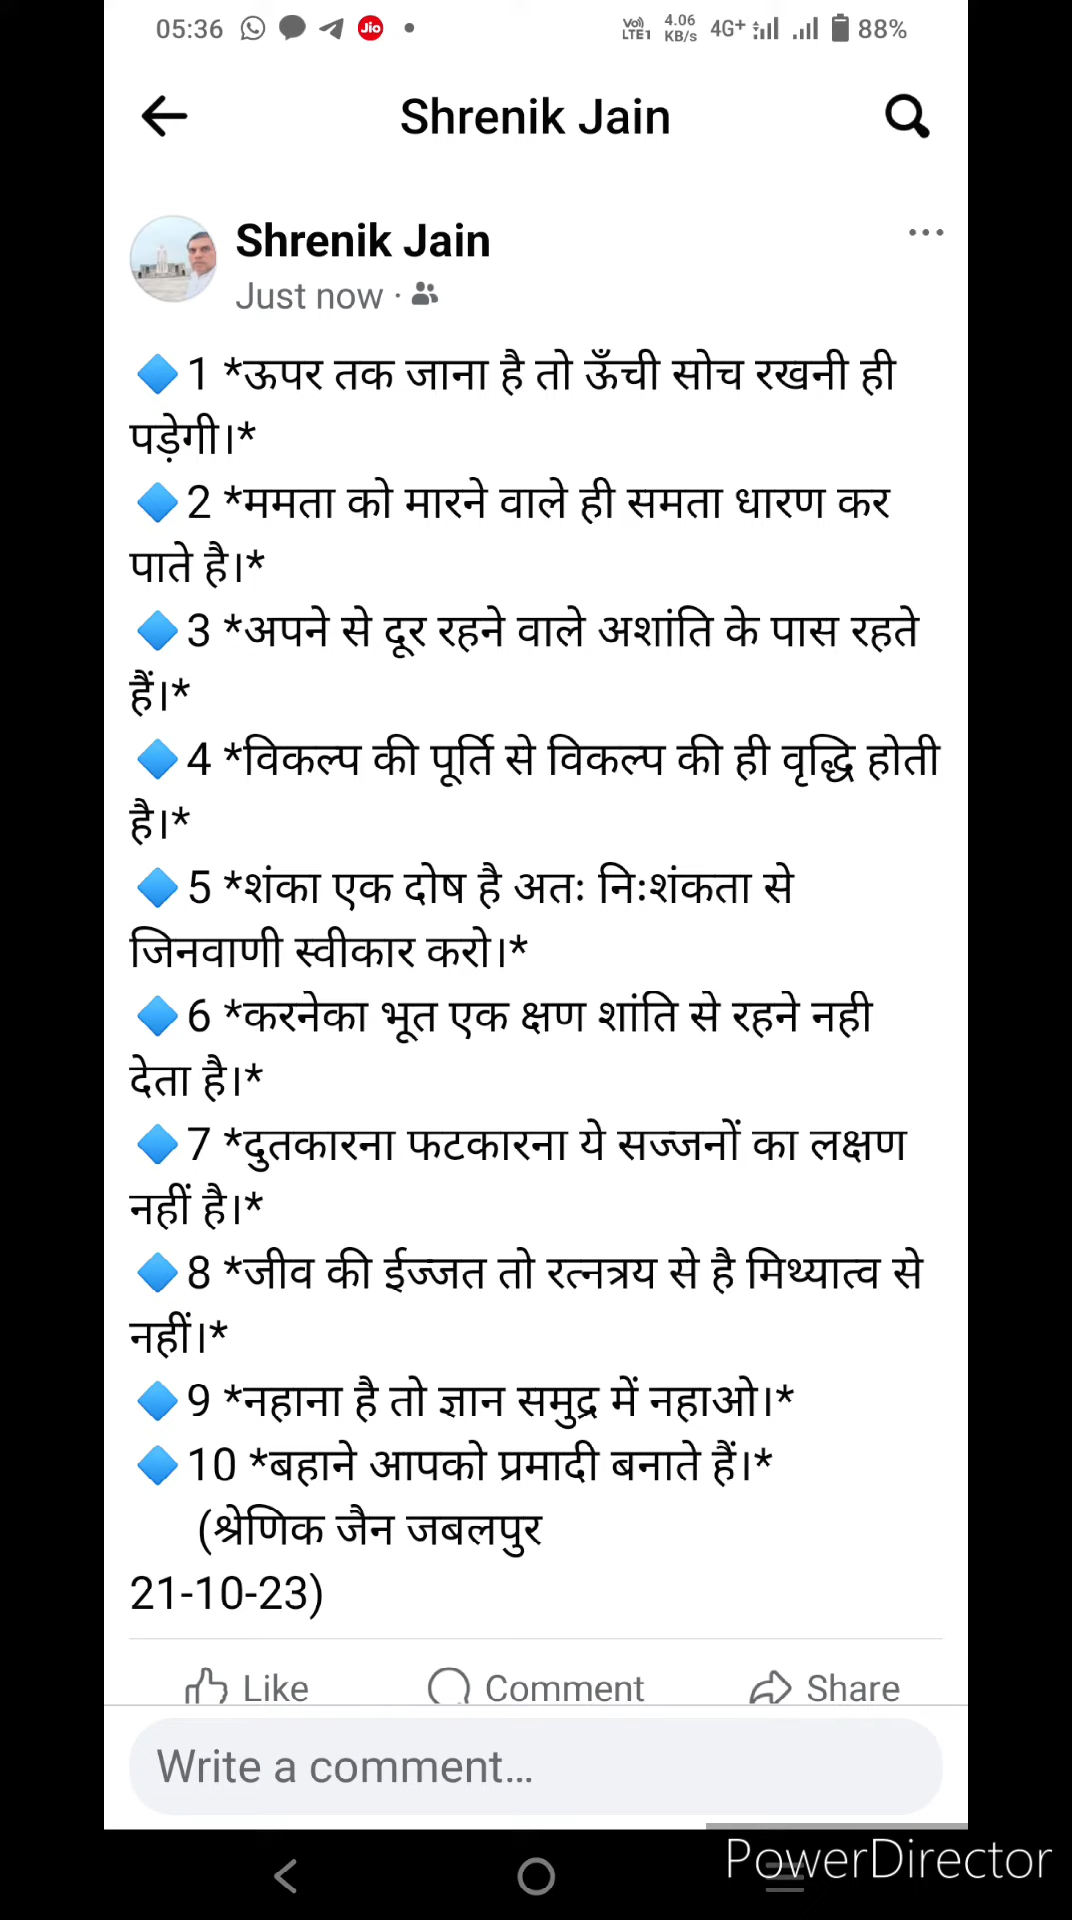 05:36 Jio Vo) LTE1 4.06 KB/s 4G+ 88%
Shrenik Jain
Shrenik Jain
Just now ·
🔷1 *ऊपर तक जाना है तो ऊँची सोच रखनी ही
पड़ेगी।*
🔷2 *ममता को मारने वाले ही समता धारण कर
पाते है।*
🔷3 *अपने से दूर रहने वाले अशांति के पास रहते
हैं।*
🔷4 *विकल्प की पूर्ति से विकल्प की ही वृद्धि होती
है।*
🔷5 *शंका एक दोष है अतः निःशंकता से
जिनवाणी स्वीकार करो।*
🔷6 *करनेका भूत एक क्षण शांति से रहने नही
देता है।*
🔷7 *दुतकारना फटकारना ये सज्जनों का लक्षण
नहीं है।*
🔷8 *जीव की ईज्जत तो रत्नत्रय से है मिथ्यात्व से
नहीं।*
🔷9 *नहाना है तो ज्ञान समुद्र में नहाओ।*
🔷10 *बहाने आपको प्रमादी बनाते हैं।*
(श्रेणिक जैन जबलपुर
21-10-23)
Like Comment Share
Write a comment...
PowerDirector